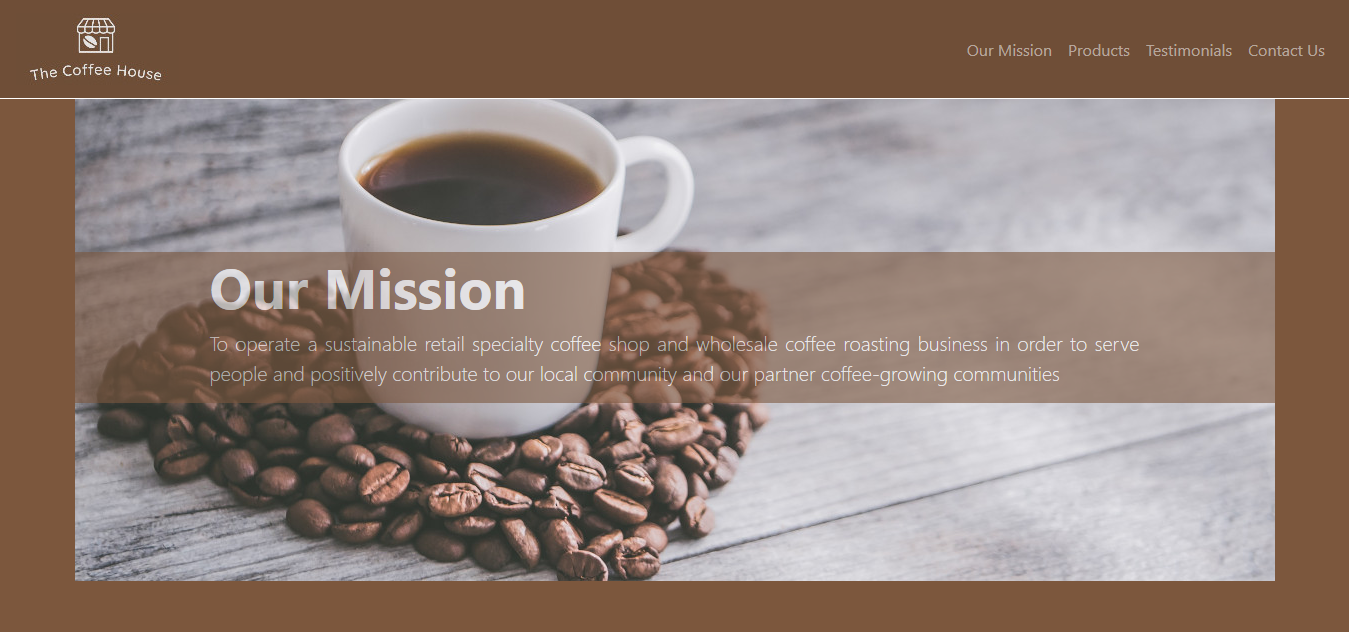 The Coffee House
Our Mission Products Testimonials Contact Us
Our Mission
To operate a sustainable retail specialty coffee shop and wholesale coffee roasting business in order to serve
people and positively contribute to our local community and our partner coffee-growing communities